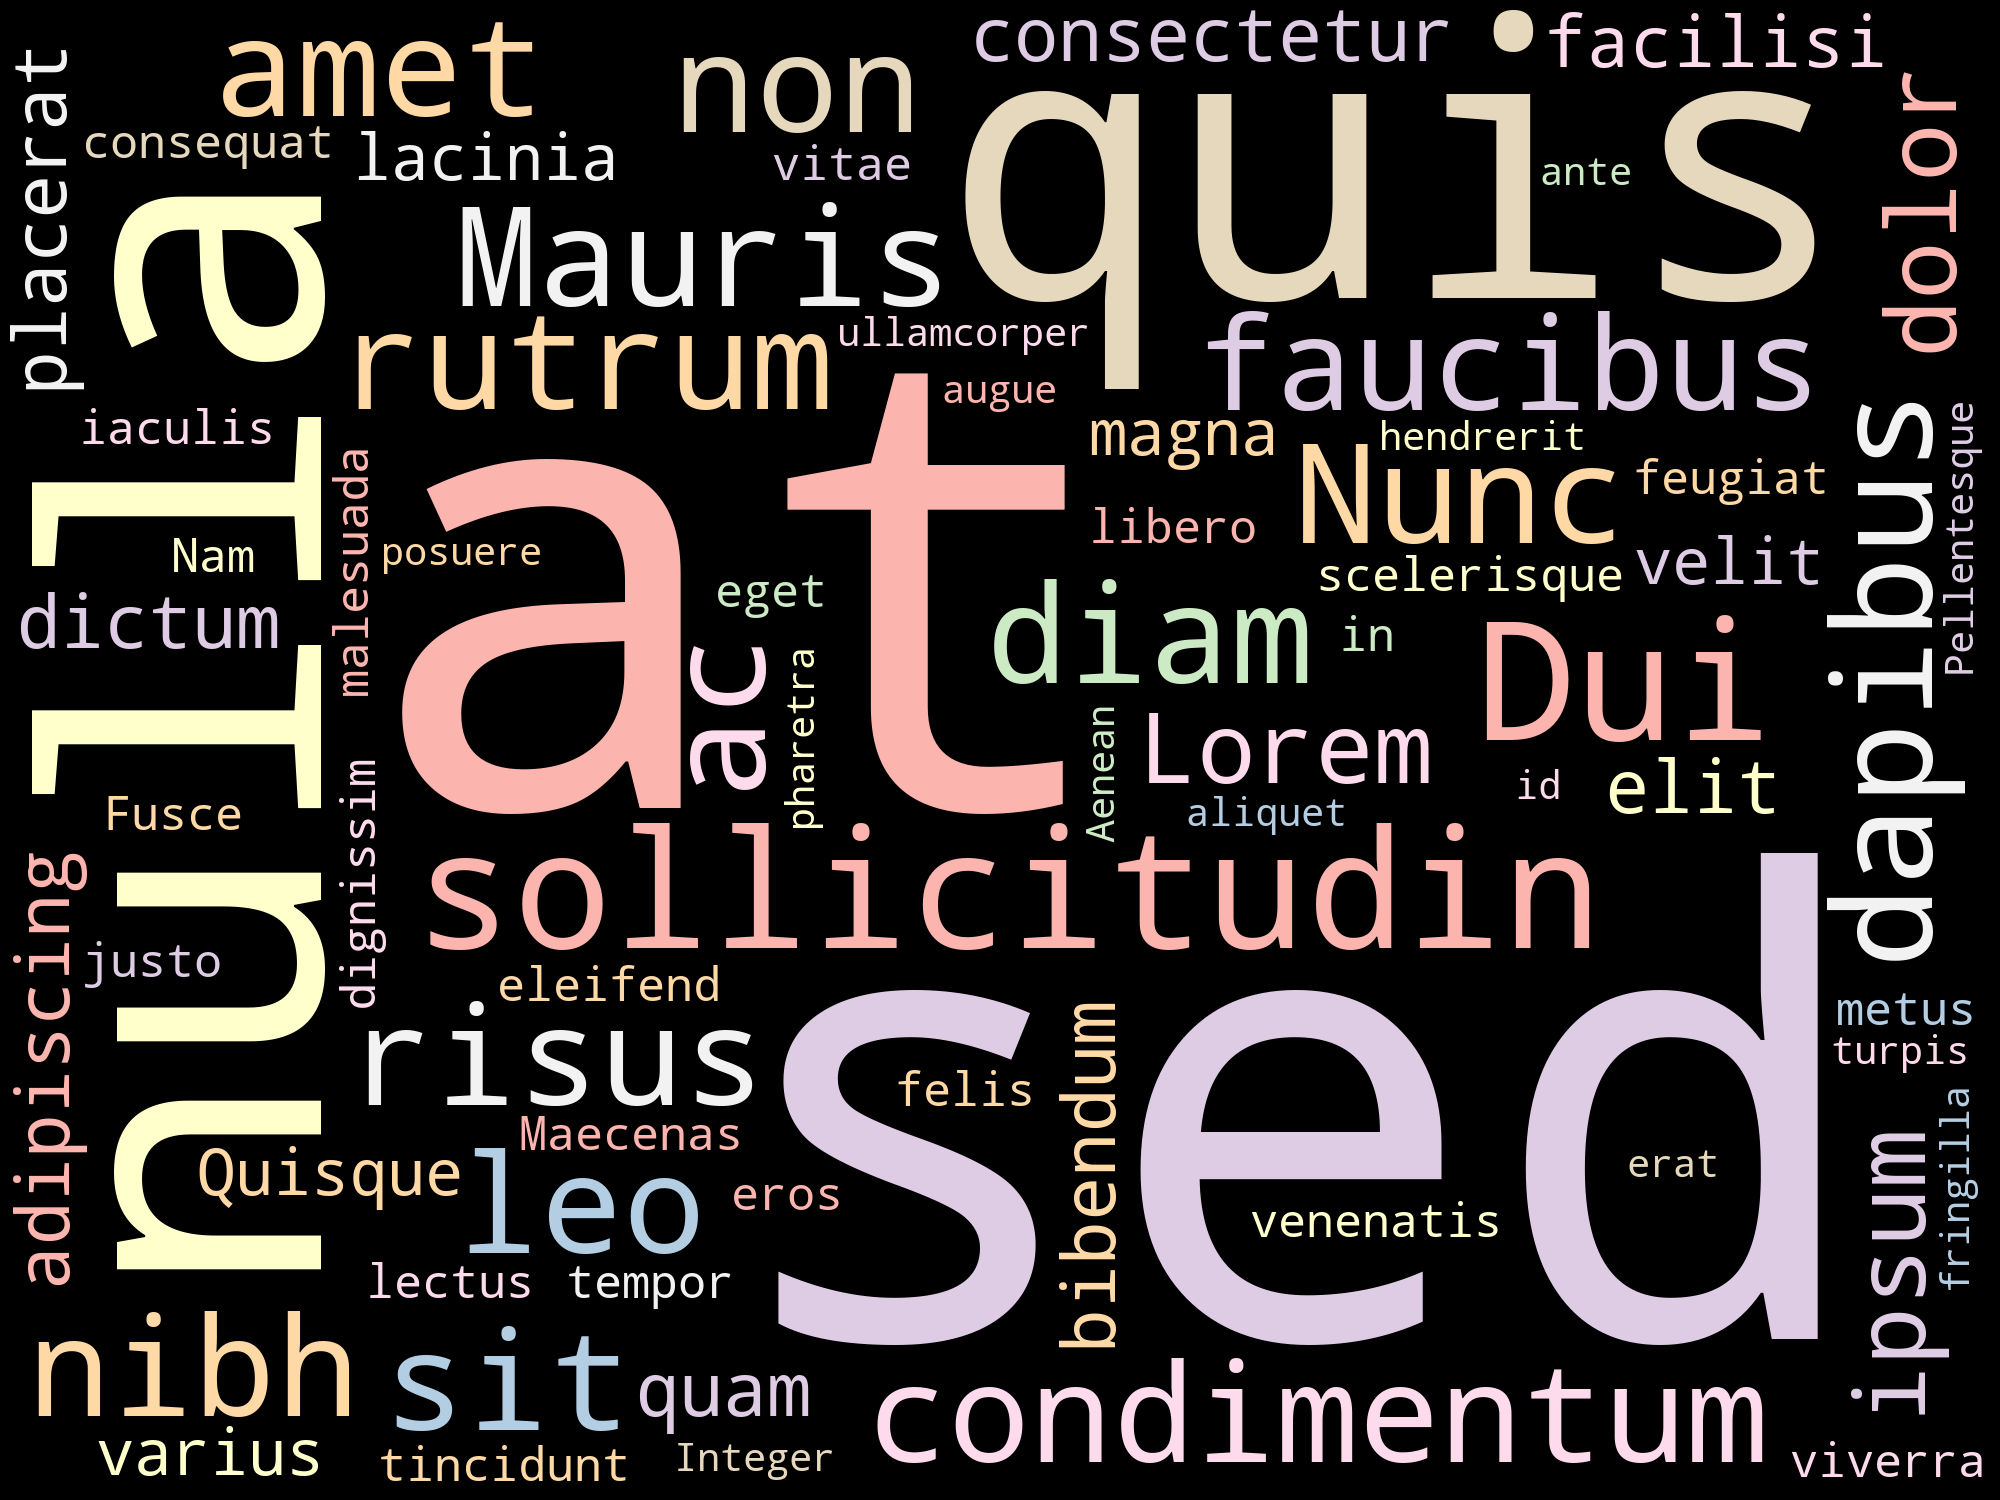 consectetur
facilisi
amet
non
placerat
quis
dolor
consequat
lacinia
vitae
ante
Mauris
nulla
rutrum
ullamcorper
faucibus
augue
iaculis
magna
hendrerit
Nunc
feugiat
dapibus
Pellentesque
at
malesuada
posuere
Nam
libero
scelerisque
velit
dictum
eget
diam
in
Dui
ac
pharetra
Aenean
Lorem
id
elit
aliquet
Fusce
dignissim
sollicitudin
adipiscing
justo
eleifend
sed
risus
metus
turpis
felis
bibendum
Maecenas
erat
ipsum
fringilla
Quisque
leo
eros
venenatis
lectus
tempor
nibh
sit
quam
condimentum
varius
tincidunt
Integer
viverra